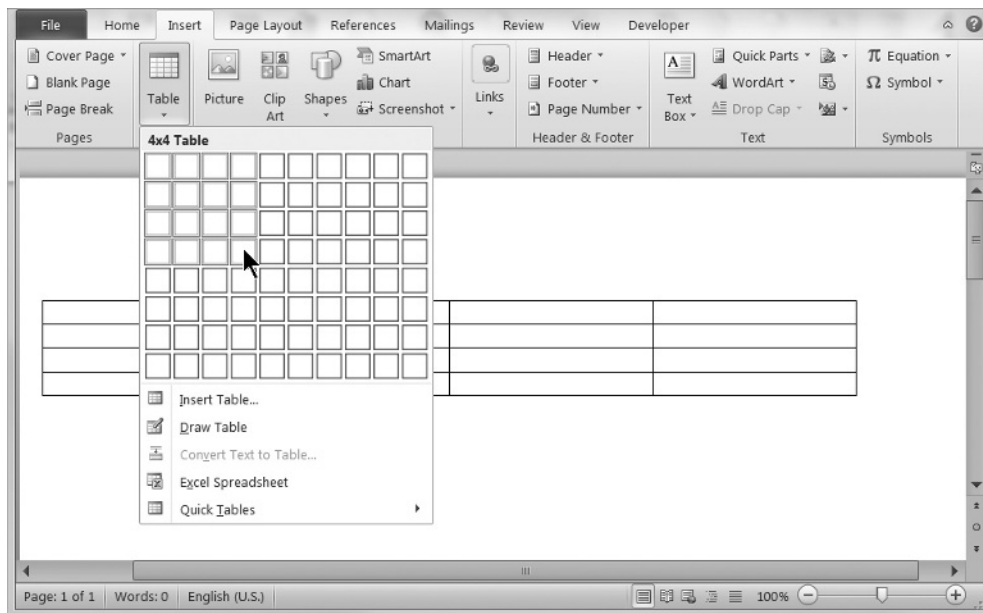 File Home Insert Page Layout References Mailings Review View Developer
Cover Page
Blank Page
Page Break
Pages
Table
Picture
Clip
Art
Shapes
SmartArt
Chart
Screenshot
Links
Header
Footer
Page Number
Header & Footer
A
Text
Box
Quick Parts
WordArt
Drop Cap
Text
π Equation
Ω Symbol
Symbols
4x4 Table
Insert Table...
Draw Table
Convert Text to Table...
Excel Spreadsheet
Quick Tables
Page: 1 of 1 Words: 0 English (U.S.) 100%